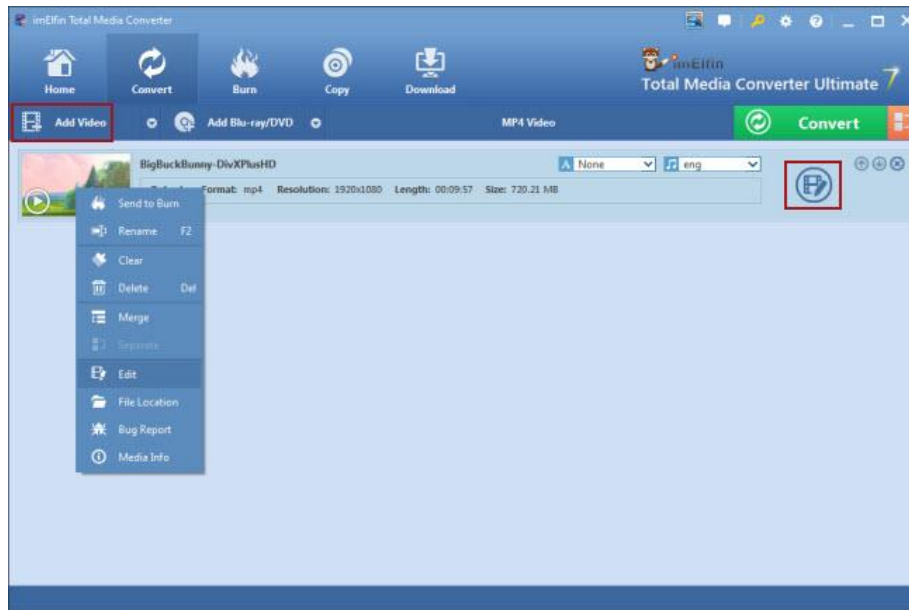 imElfin Total Media Converter
Home
Convert
Burn
Copy
Download
imElfin
Total Media Converter Ultimate 7
Add Video
Add Blu-ray/DVD
MP4 Video
Convert
BigBuckBunny-DivXPlusHD
None
eng
Format: mp4 Resolution: 1920x1080 Length: 00:09:57 Size: 720.21 MB
Send to Burn
Rename F2
Clear
Delete Del
Merge
Separate
Edit
File Location
Bug Report
Media Info